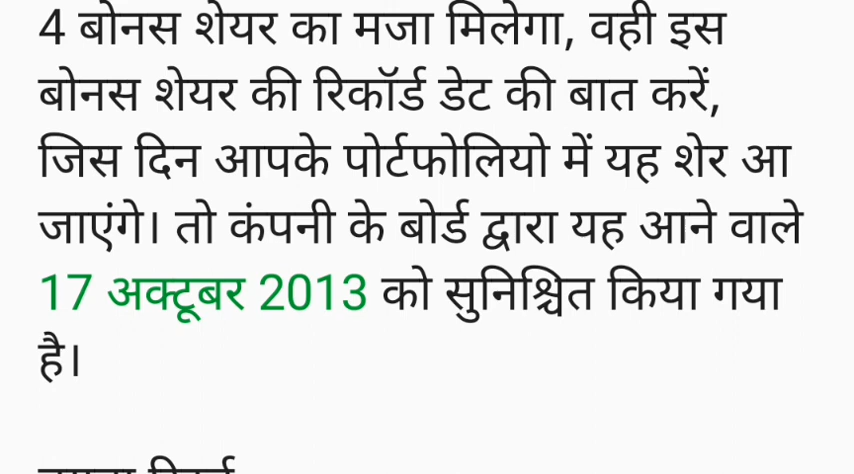 4 बोनस शेयर का मजा मिलेगा, वही इस
बोनस शेयर की रिकॉर्ड डेट की बात करें,
जिस दिन आपके पोर्टफोलियो में यह शेर आ
जाएंगे। तो कंपनी के बोर्ड द्वारा यह आने वाले
17 अक्टूबर 2013 को सुनिश्चित किया गया
है।